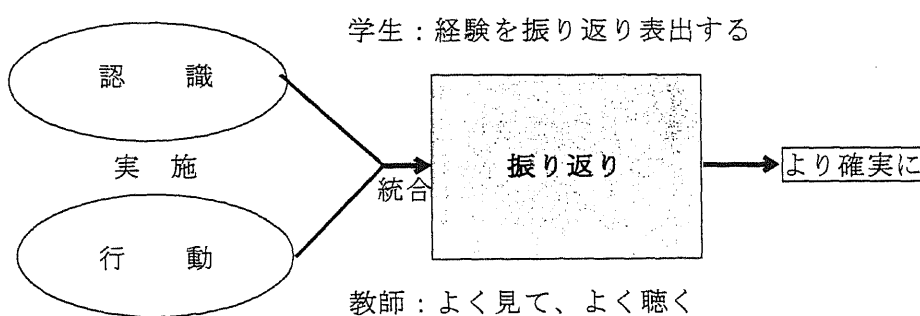 学生：経験を振り返り表出する
認　識
実　施
行　動
統合
振り返り
より確実に
教師：よく見て、よく聴く